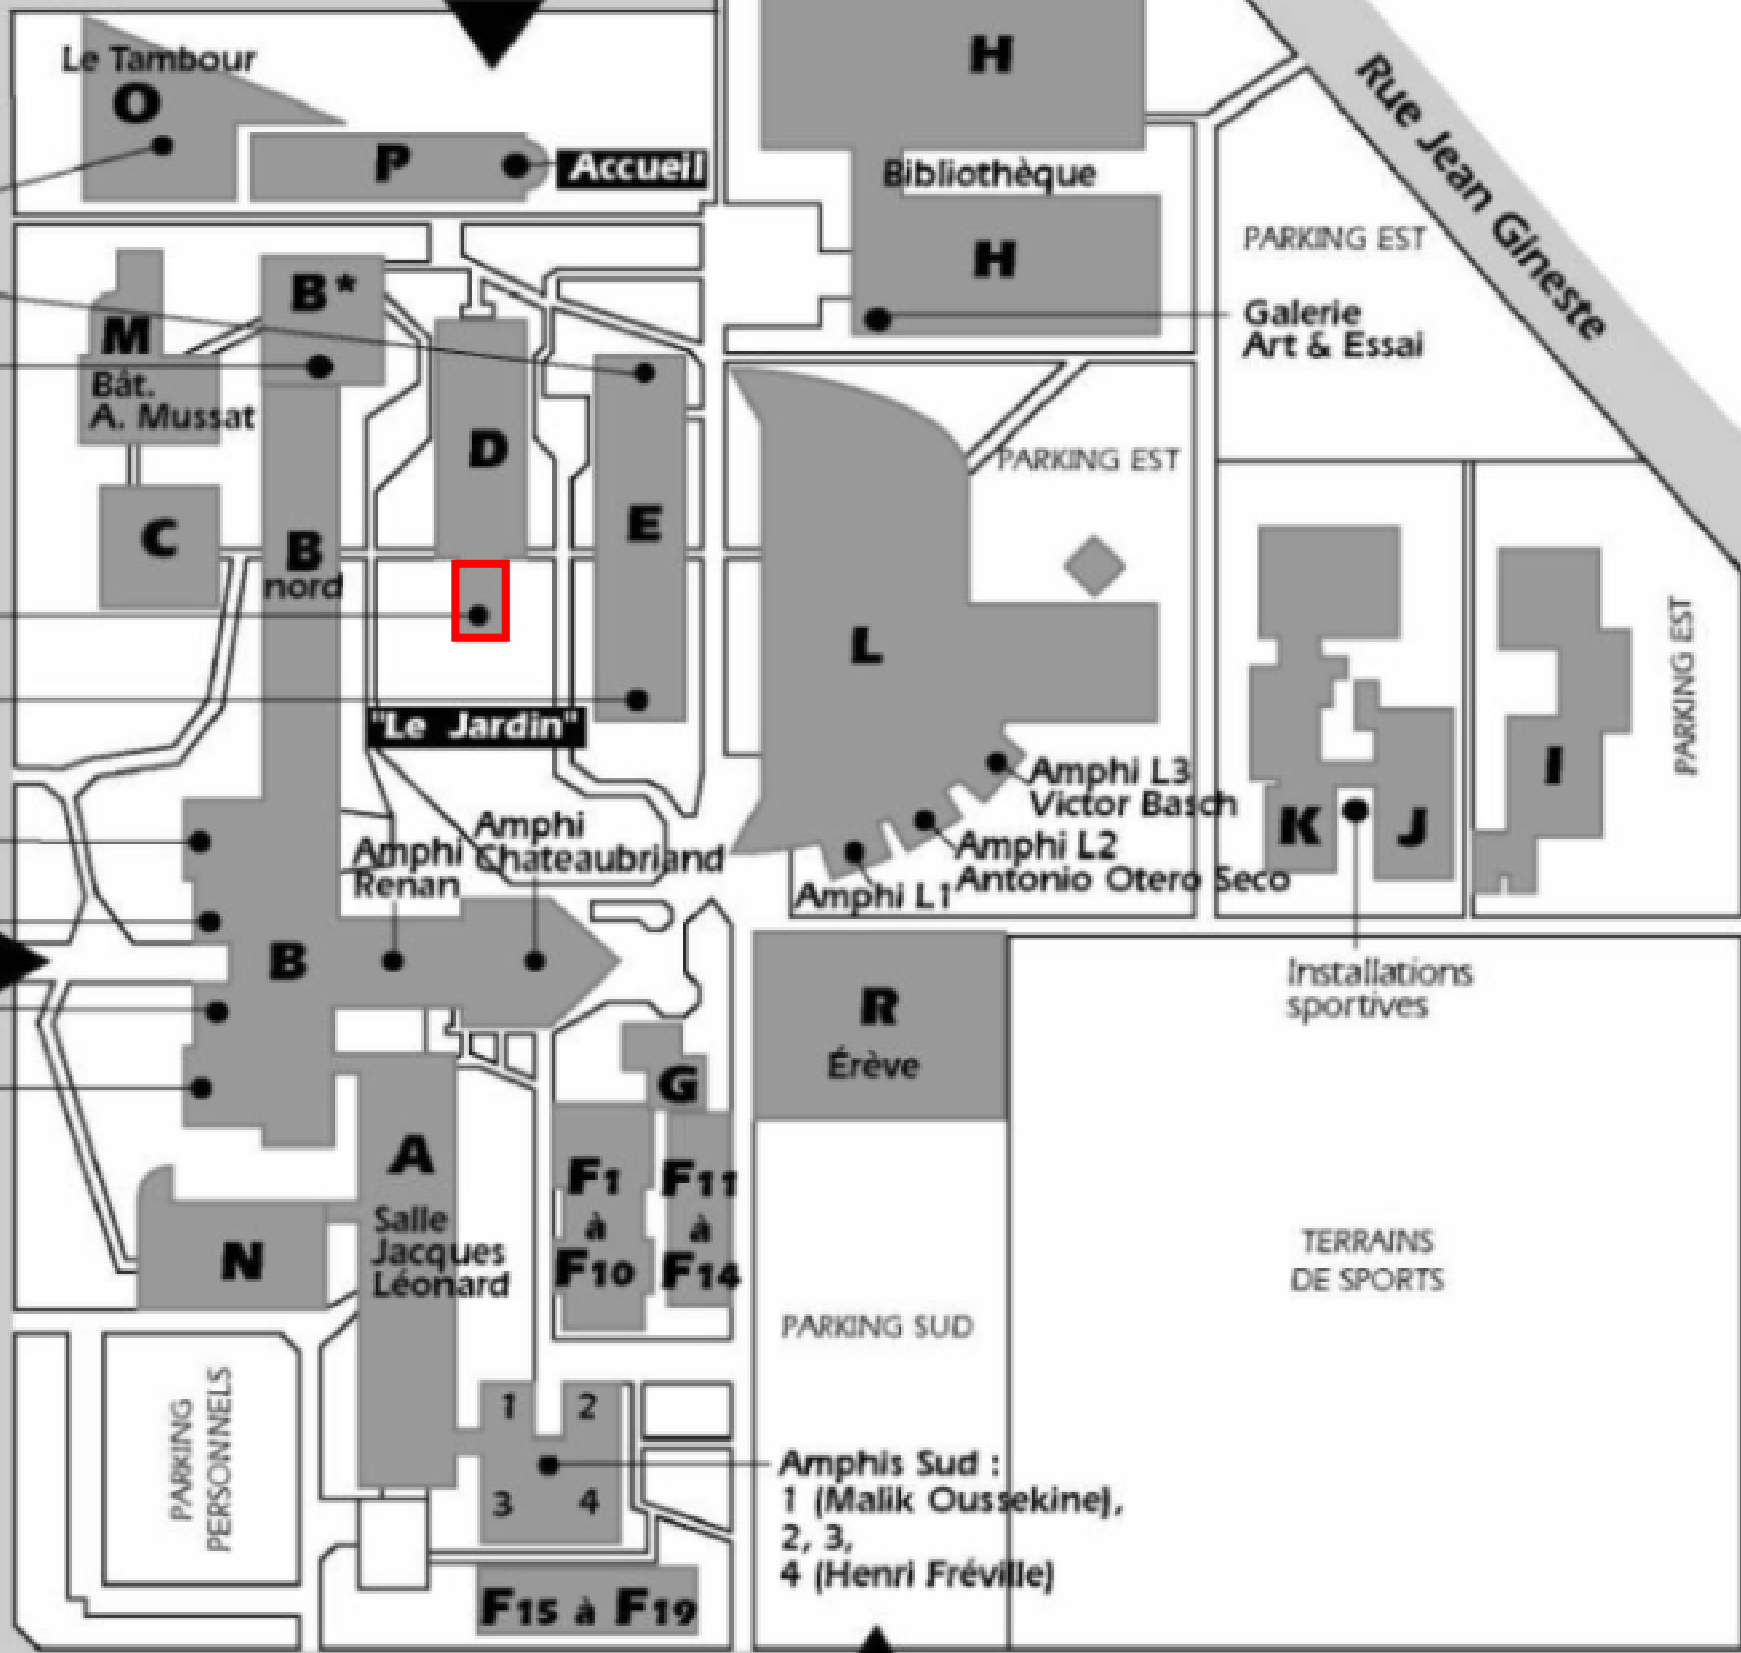 Le Tambour
O
P
Accueil
H
Bibliothèque
H
Rue Jean Gineste
PARKING EST
Galerie
Art & Essai
M
Bât.
A. Mussat
B*
D
E
C
B
nord
PARKING EST
L
"Le Jardin"
Amphi L3
Victor Basch
Amphi L2
Antonio Otero Seco
Amphi L1
K
J
I
PARKING EST
Installations
sportives
Amphi
Chateaubriand
Amphi
Renan
B
R
Érève
G
A
Salle
Jacques
Léonard
N
F1
à
F10
F11
à
F14
PARKING SUD
TERRAINS
DE SPORTS
PARKING
PERSONNELS
1
2
3
4
Amphis Sud :
1 (Malik Oussekine),
2, 3,
4 (Henri Fréville)
F15 à F19